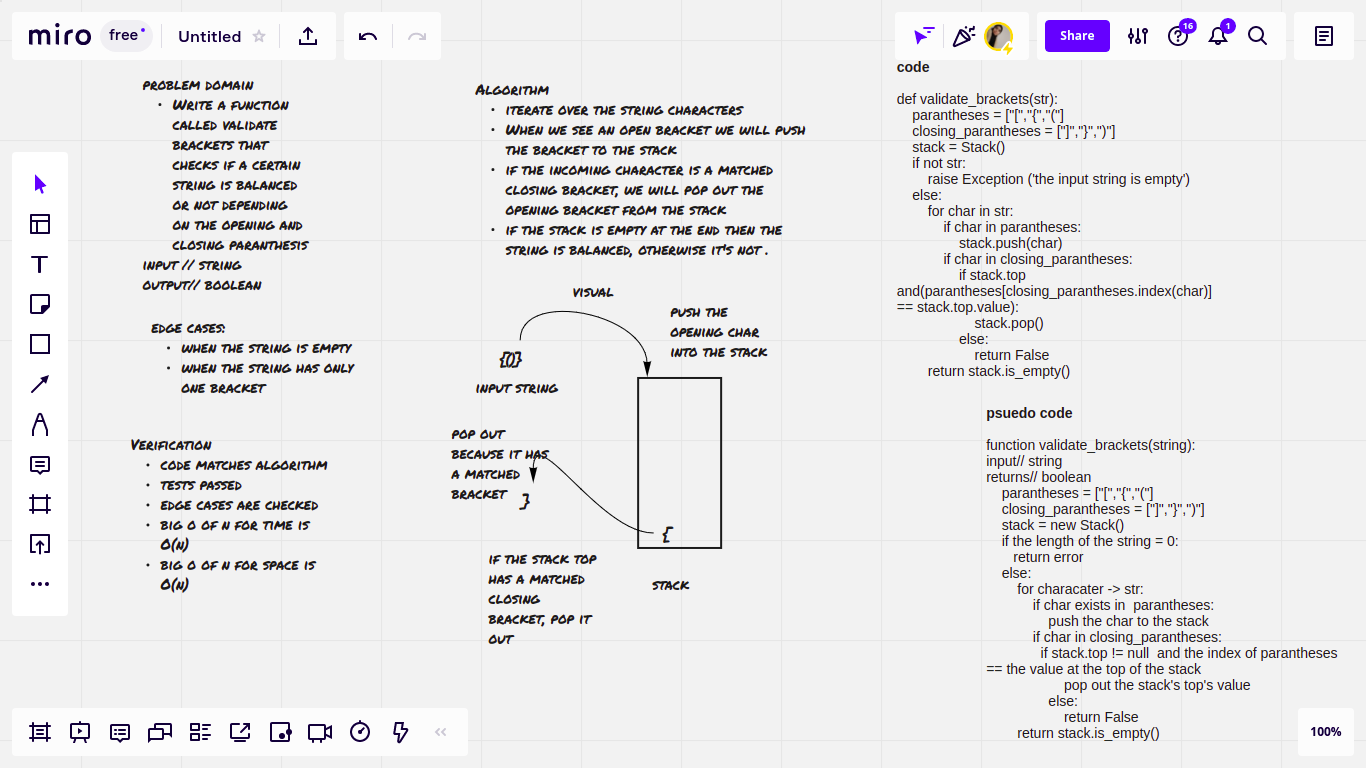 miro
free
Untitled
Share
16
1
PROBLEM DOMAIN
• WRITE A FUNCTION
CALLED VALIDATE
BRACKETS THAT
CHECKS IF A CERTAIN
STRING IS BALANCED
OR NOT DEPENDING
ON THE OPENING AND
CLOSING PARANTHESIS
INPUT // STRING
OUTPUT// BOOLEAN
EDGE CASES:
• WHEN THE STRING IS EMPTY
• WHEN THE STRING HAS ONLY
ONE BRACKET
VERIFICATION
• CODE MATCHES ALGORITHM
• TESTS PASSED
• EDGE CASES ARE CHECKED
• BIG O OF N FOR TIME IS
O(N)
• BIG O OF N FOR SPACE IS
O(N)
ALGORITHM
• ITERATE OVER THE STRING CHARACTERS
• WHEN WE SEE AN OPEN BRACKET WE WILL PUSH
THE BRACKET TO THE STACK
• IF THE INCOMING CHARACTER IS A MATCHED
CLOSING BRACKET, WE WILL POP OUT THE
OPENING BRACKET FROM THE STACK
• IF THE STACK IS EMPTY AT THE END THEN THE
STRING IS BALANCED, OTHERWISE IT'S NOT .
VISUAL
PUSH THE
OPENING CHAR
INTO THE STACK
{()}
INPUT STRING
POP OUT
BECAUSE IT HAS
A MATCHED
BRACKET
}
{
IF THE STACK TOP
HAS A MATCHED
CLOSING
BRACKET, POP IT
OUT
STACK
code
def validate_brackets(str):
parantheses = ["[","{","("]
closing_parantheses = ["]","}",")"]
stack = Stack()
if not str:
raise Exception ('the input string is empty')
else:
for char in str:
if char in parantheses:
stack.push(char)
if char in closing_parantheses:
if stack.top
and(parantheses[closing_parantheses.index(char)]
== stack.top.value):
stack.pop()
else:
return False
return stack.is_empty()
psuedo code
function validate_brackets(string):
input// string
returns// boolean
parantheses = ["[","{","("]
closing_parantheses = ["]","}",")"]
stack = new Stack()
if the length of the string = 0:
return error
else:
for characater -> str:
if char exists in  parantheses:
push the char to the stack
if char in closing_parantheses:
if stack.top != null  and the index of parantheses
== the value at the top of the stack
pop out the stack's top's value
else:
return False
return stack.is_empty()
100%